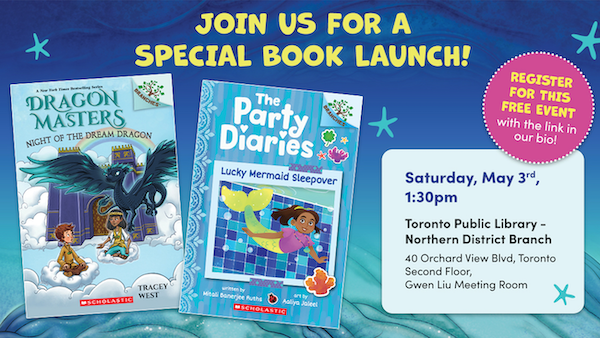 JOIN US FOR A
SPECIAL BOOK LAUNCH!
A New York Times Bestselling Series
DRAGON
MASTERS
NIGHT OF THE DREAM DRAGON
TRACEY
WEST
SCHOLASTIC
The
Party
Diaries
Lucky Mermaid Sleepover
written by
Mitali Banerjee Ruths
art by
Aaliya Jaleel
SCHOLASTIC
REGISTER
FOR THIS
FREE EVENT
with the link in
our bio!
Saturday, May 3rd,
1:30pm
Toronto Public Library –
Northern District Branch
40 Orchard View Blvd, Toronto
Second Floor,
Gwen Liu Meeting Room